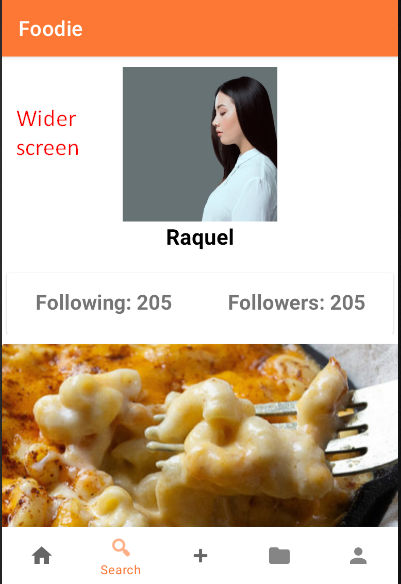 Foodie
Wider
screen
Raquel
Following: 205 Followers: 205
Search